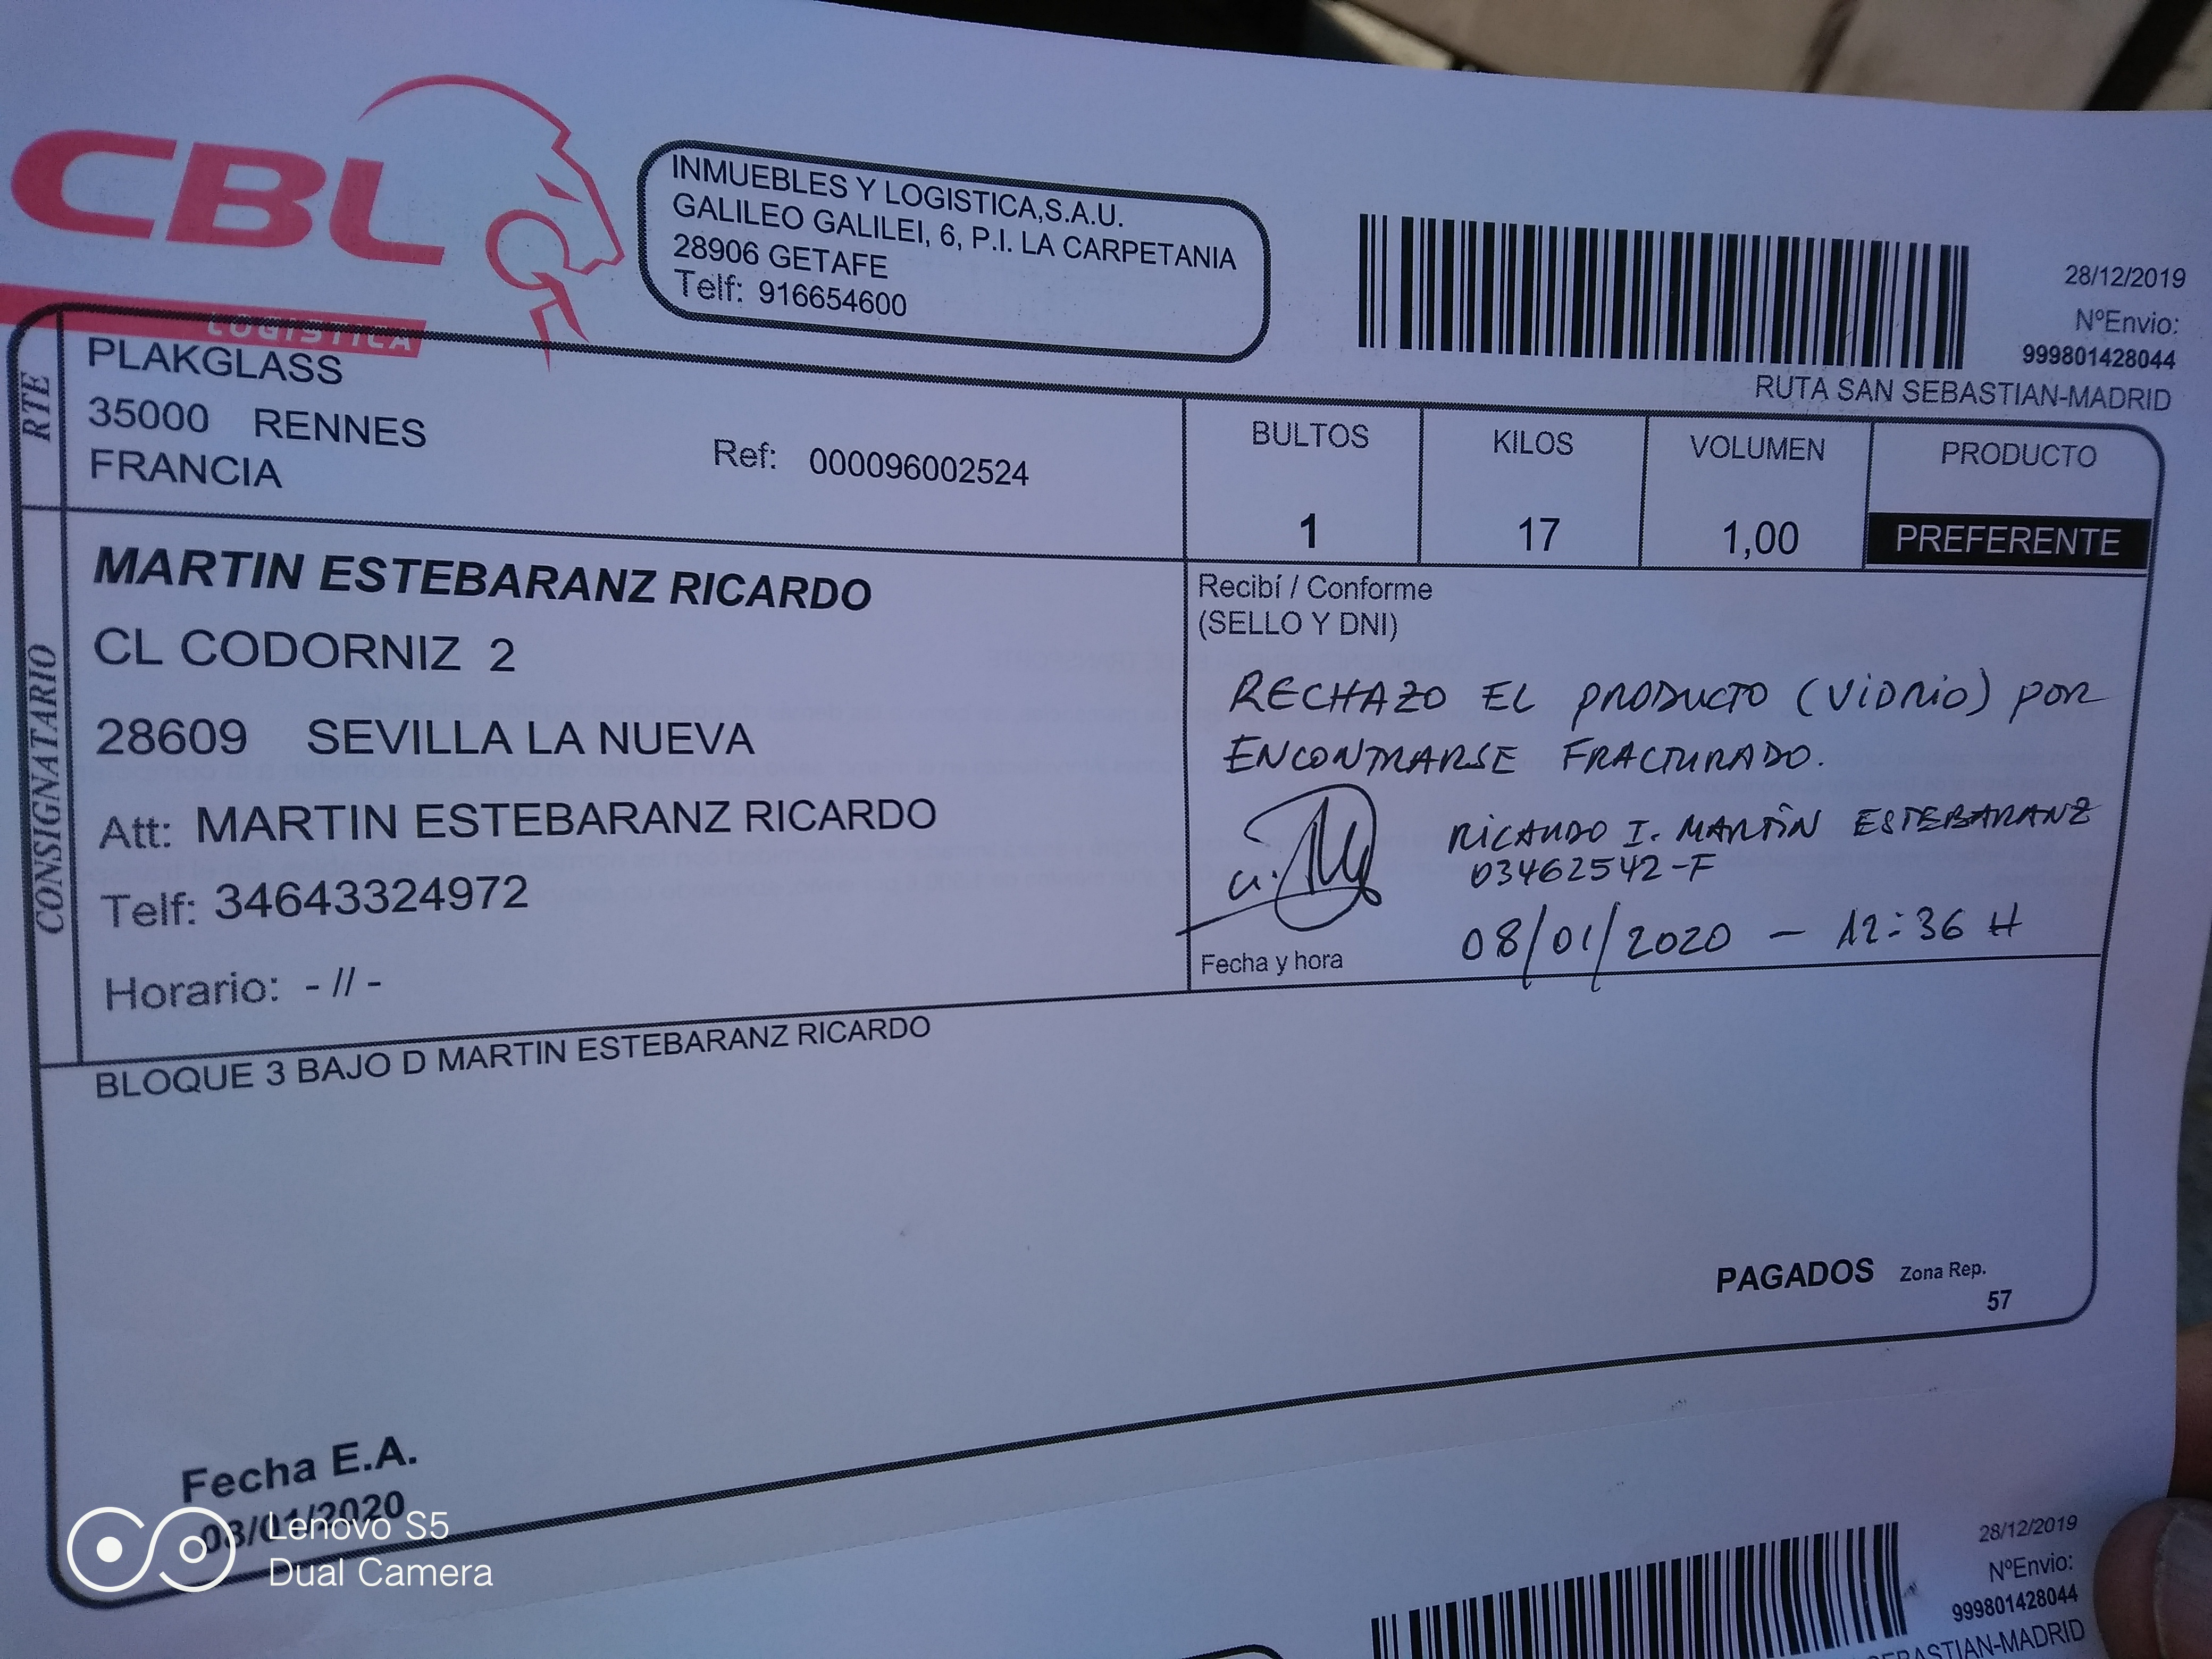 CBL
LOGISTICA
INMUEBLES Y LOGISTICA,S.A.U.
GALILEO GALILEI, 6, P.I. LA CARPETANIA
28906 GETAFE
Telf: 916654600
28/12/2019
NºEnvio:
999801428044
RUTA SAN SEBASTIAN-MADRID
RTE
PLAKGLASS
35000 RENNES
FRANCIA
Ref: 000096002524
BULTOS KILOS VOLUMEN PRODUCTO
1 17 1,00 PREFERENTE
CONSIGNATARIO
MARTIN ESTEBARANZ RICARDO
CL CODORNIZ 2
28609 SEVILLA LA NUEVA
Att: MARTIN ESTEBARANZ RICARDO
Telf: 34643324972
Horario: - // -
Recibí / Conforme
(SELLO Y DNI)
RECHAZO EL PRODUCTO (VIDRIO) POR
ENCONTRARSE FRACTURADO.
RICARDO I. MARTÍN ESTEBARANZ
03462542-F
Fecha y hora
08/01/2020 - 12:36 H
BLOQUE 3 BAJO D MARTIN ESTEBARANZ RICARDO
PAGADOS Zona Rep.
57
Fecha E.A.
Lenovo S5
Dual Camera
28/12/2019
NºEnvio:
999801428044
EBASTIAN-MADRID